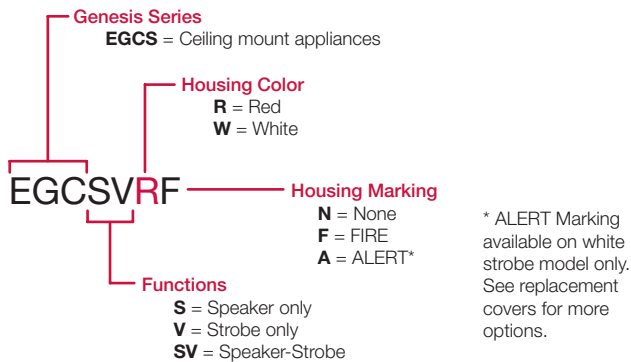 Genesis Series
EGCS = Ceiling mount appliances
Housing Color
R = Red
W = White
EGCSVRF
Housing Marking
N = None
F = FIRE
A = ALERT*
Functions
S = Speaker only
V = Strobe only
SV = Speaker-Strobe
* ALERT Marking
available on white
strobe model only.
See replacement
covers for more
options.